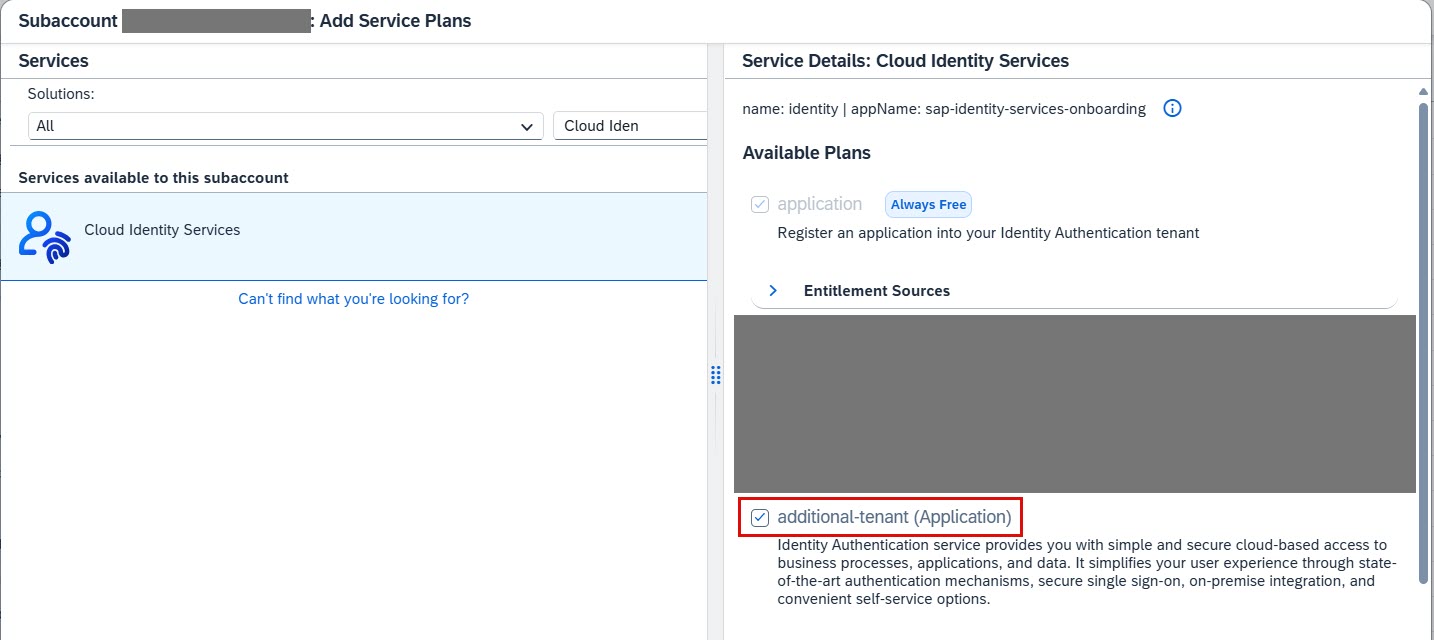 Subaccount : Add Service Plans
Services
Solutions:
All
Cloud Iden
Services available to this subaccount
Cloud Identity Services
Can't find what you're looking for?
Service Details: Cloud Identity Services
name: identity | appName: sap-identity-services-onboarding
Available Plans
application Always Free
Register an application into your Identity Authentication tenant
Entitlement Sources
additional-tenant (Application)
Identity Authentication service provides you with simple and secure cloud-based access to
business processes, applications, and data. It simplifies your user experience through state-
of-the-art authentication mechanisms, secure single sign-on, on-premise integration, and
convenient self-service options.